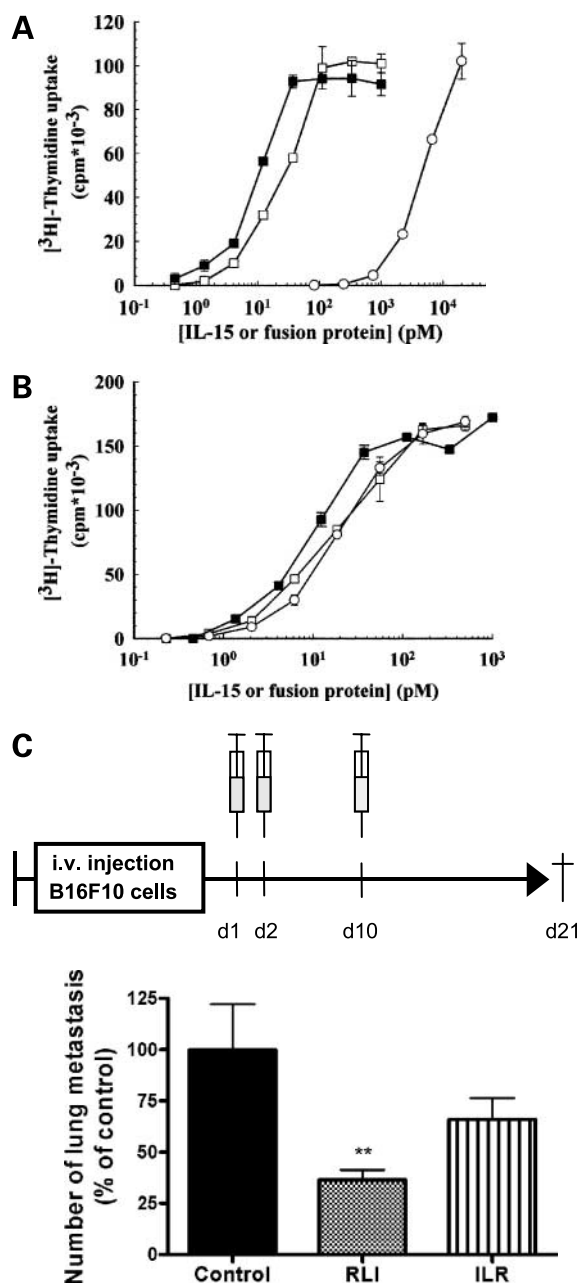 A
[³H]-Thymidine uptake
(cpm*10⁻³)
120
100
80
60
40
20
0
10⁻¹ 10⁰ 10¹ 10² 10³ 10⁴
[IL-15 or fusion protein] (pM)
B
[³H]-Thymidine uptake
(cpm*10⁻³)
200
150
100
50
0
10⁻¹ 10⁰ 10¹ 10² 10³
[IL-15 or fusion protein] (pM)
C
i.v. injection
B16F10 cells
d1 d2 d10 d21
Number of lung metastasis
(% of control)
125
100
75
50
25
0
**
Control RLI ILR